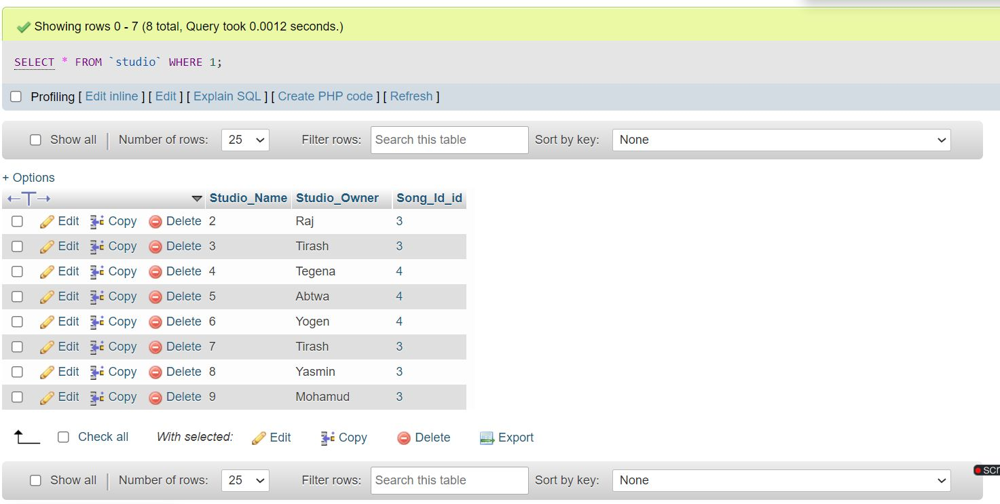 Showing rows 0 - 7 (8 total, Query took 0.0012 seconds.)
SELECT * FROM `studio` WHERE 1;
Profiling [ Edit inline ] [ Edit ] [ Explain SQL ] [ Create PHP code ] [ Refresh ]
Show all Number of rows: 25 Filter rows: Search this table Sort by key: None
+ Options
Studio_Name Studio_Owner Song_Id_id
Edit Copy Delete 2 Raj 3
Edit Copy Delete 3 Tirash 3
Edit Copy Delete 4 Tegena 4
Edit Copy Delete 5 Abtwa 4
Edit Copy Delete 6 Yogen 4
Edit Copy Delete 7 Tirash 3
Edit Copy Delete 8 Yasmin 3
Edit Copy Delete 9 Mohamud 3
Check all With selected: Edit Copy Delete Export
Show all Number of rows: 25 Filter rows: Search this table Sort by key: None